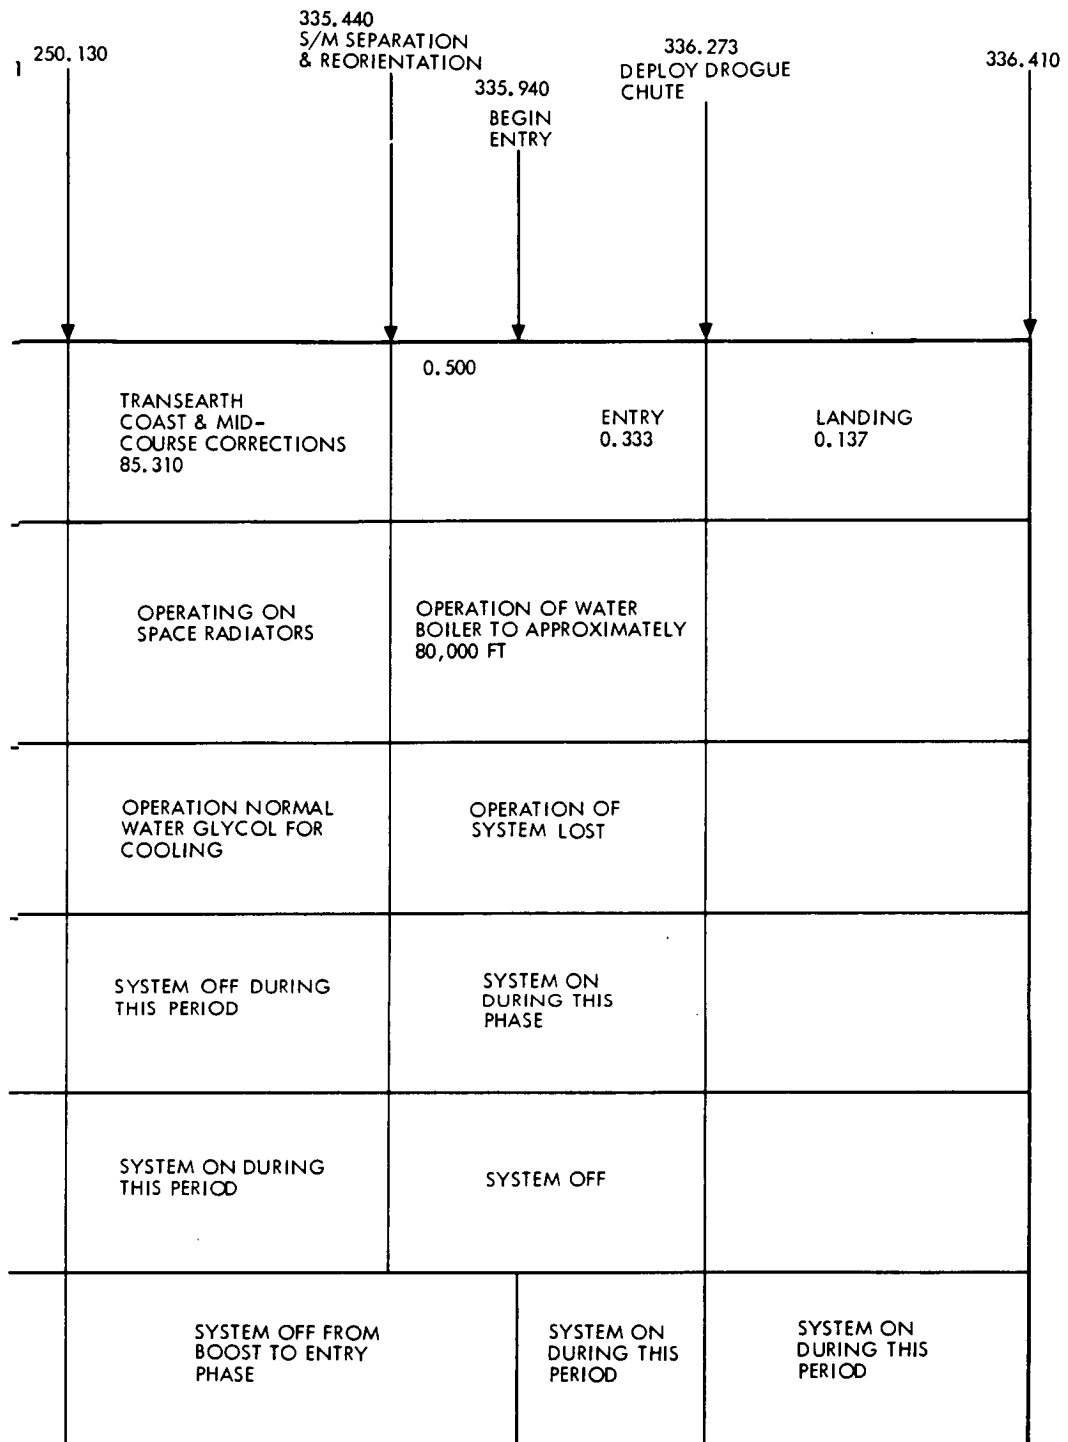 335.440
S/M SEPARATION
& REORIENTATION
1 250.130
336.273
DEPLOY DROGUE
CHUTE
336.410
335.940
BEGIN
ENTRY
0.500
TRANSEARTH
COAST & MID-
COURSE CORRECTIONS
85.310
ENTRY
0.333
LANDING
0.137
OPERATING ON
SPACE RADIATORS
OPERATION OF WATER
BOILER TO APPROXIMATELY
80,000 FT
OPERATION NORMAL
WATER GLYCOL FOR
COOLING
OPERATION OF
SYSTEM LOST
SYSTEM OFF DURING
THIS PERIOD
SYSTEM ON
DURING THIS
PHASE
SYSTEM ON DURING
THIS PERIOD
SYSTEM OFF
SYSTEM OFF FROM
BOOST TO ENTRY
PHASE
SYSTEM ON
DURING THIS
PERIOD
SYSTEM ON
DURING THIS
PERIOD